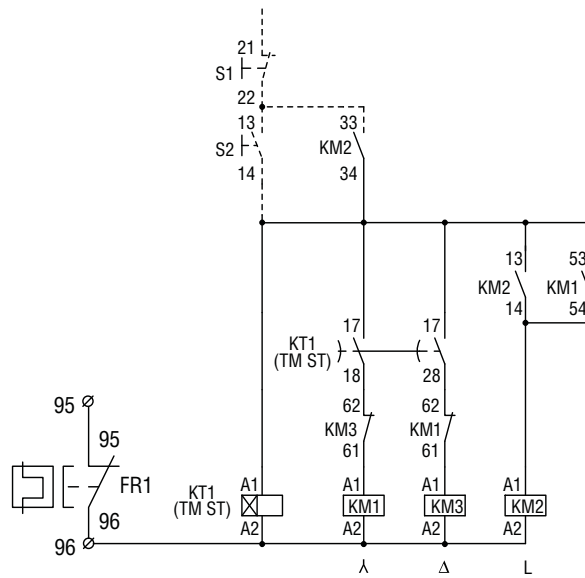 21
S1
22
13
33
S2
KM2
14
34
13
53
KM2
KM1
14
54
17
17
KT1
(TM ST)
18
28
62
62
KM3
KM1
61
61
95
95
FR1
96
96
A1
A1
A1
A1
KT1
(TM ST)
KM1
KM3
KM2
A2
A2
A2
A2
⅄
Δ
L